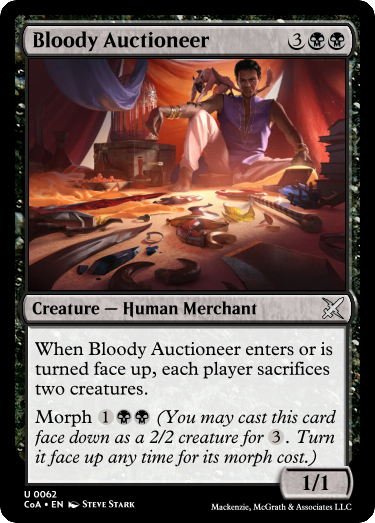 Bloody Auctioneer 3
Creature — Human Merchant
When Bloody Auctioneer enters or is
turned face up, each player sacrifices
two creatures.
Morph 1 (You may cast this card
face down as a 2/2 creature for 3. Turn
it face up any time for its morph cost.)
1/1
U 0062
CoA • EN Steve Stark
Mackenzie, McGrath & Associates LLC